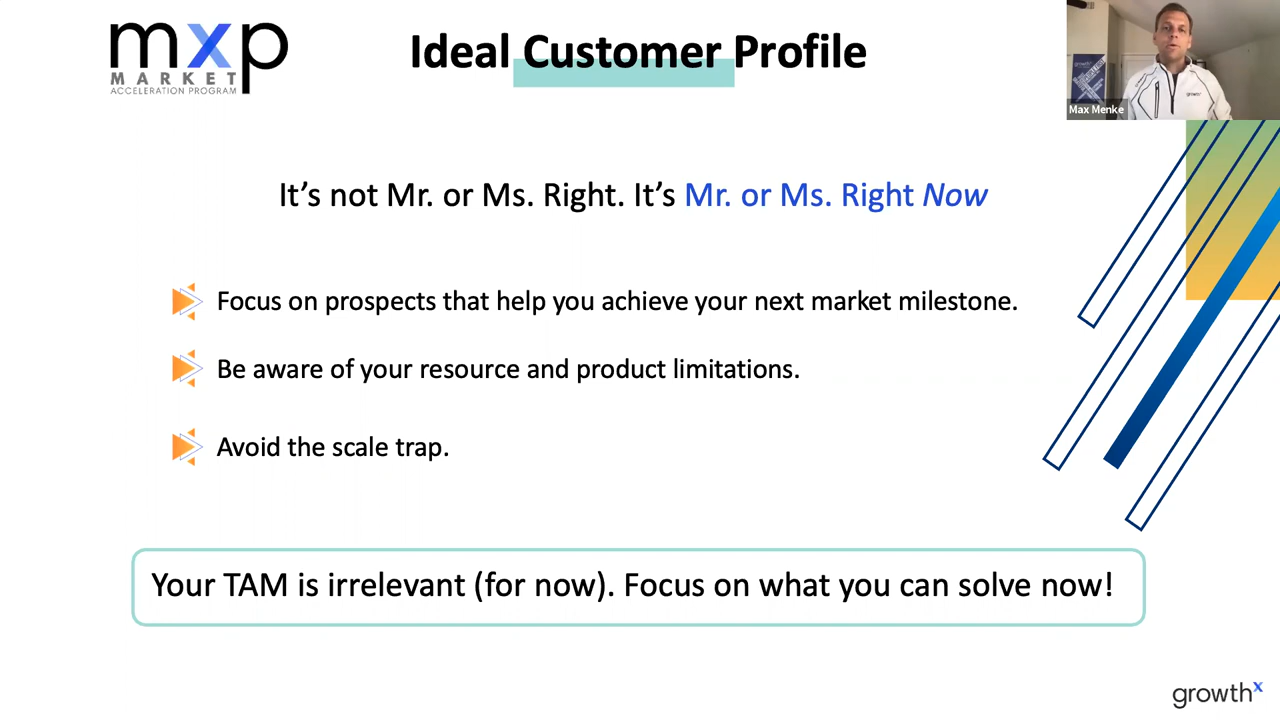 mxp
MARKET
ACCELERATION PROGRAM
Ideal Customer Profile
growthx
Max Menke
It's not Mr. or Ms. Right. It's Mr. or Ms. Right Now
Focus on prospects that help you achieve your next market milestone.
Be aware of your resource and product limitations.
Avoid the scale trap.
Your TAM is irrelevant (for now). Focus on what you can solve now!
growthx